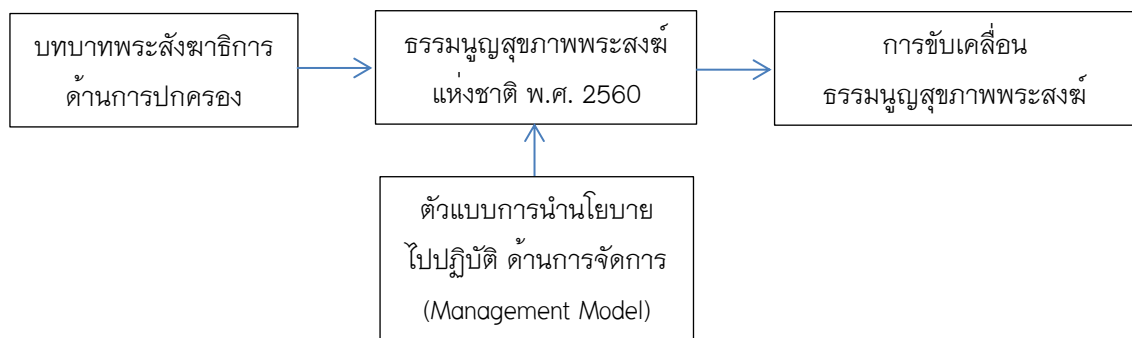 บทบาทพระสังฆาธิการ
ด้านการปกครอง
ธรรมนูญสุขภาพพระสงฆ์
แห่งชาติ พ.ศ. 2560
การขับเคลื่อน
ธรรมนูญสุขภาพพระสงฆ์
ตัวแบบการนำนโยบาย
ไปปฏิบัติ ด้านการจัดการ
(Management Model)